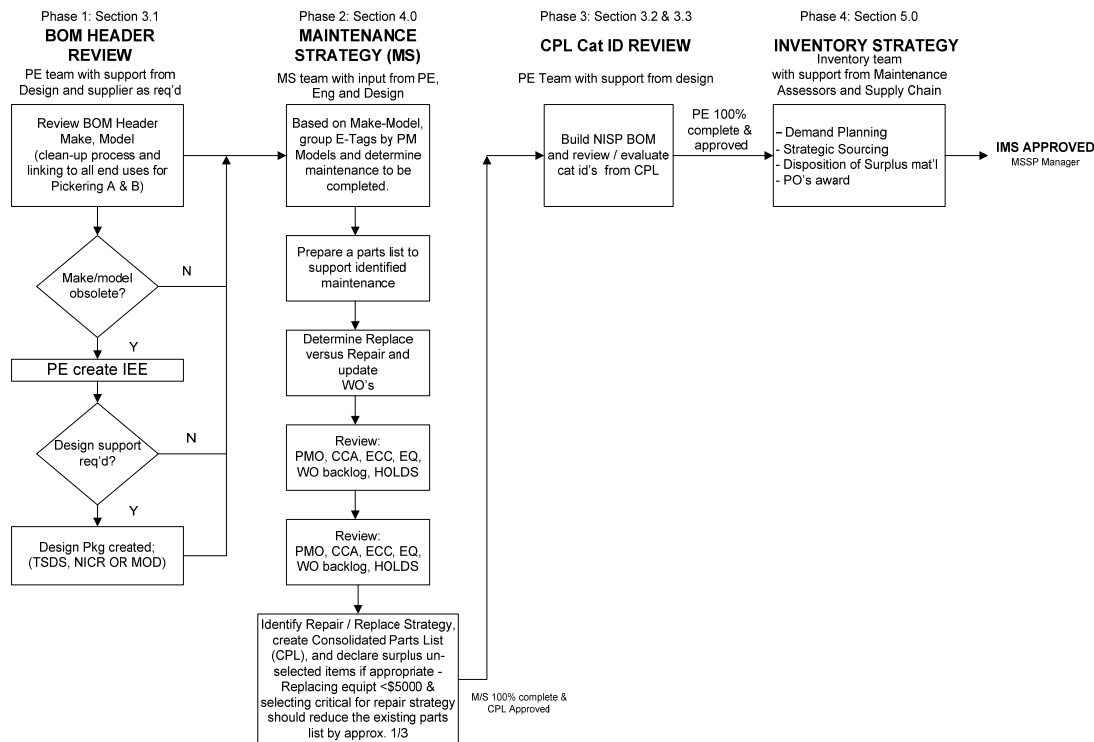 Phase 1: Section 3.1
BOM HEADER
REVIEW
PE team with support from
Design and supplier as req'd
Review BOM Header
Make, Model
(clean-up process and
linking to all end uses for
Pickering A & B)
Make/model
obsolete?
N
Y
PE create IEE
Design support
req'd?
N
Y
Design Pkg created;
(TSDS, NICR OR MOD)
Phase 2: Section 4.0
MAINTENANCE
STRATEGY (MS)
MS team with input from PE,
Eng and Design
Based on Make-Model,
group E-Tags by PM
Models and determine
maintenance to be
completed.
Prepare a parts list to
support identified
maintenance
Determine Replace
versus Repair and
update
WO's
Review:
PMO, CCA, ECC, EQ,
WO backlog, HOLDS
Review:
PMO, CCA, ECC, EQ,
WO backlog, HOLDS
Identify Repair / Replace Strategy,
create Consolidated Parts List
(CPL), and declare surplus un-
selected items if appropriate -
Replacing equipt <$5000 &
selecting critical for repair strategy
should reduce the existing parts
list by approx. 1/3
M/S 100% complete &
CPL Approved
Phase 3: Section 3.2 & 3.3
CPL Cat ID REVIEW
PE Team with support from design
Build NISP BOM
and review / evaluate
cat id's from CPL
PE 100%
complete &
approved
Phase 4: Section 5.0
INVENTORY STRATEGY
Inventory team
with support from Maintenance
Assessors and Supply Chain
– Demand Planning
- Strategic Sourcing
- Disposition of Surplus mat'l
- PO's award
IMS APPROVED
MSSP Manager